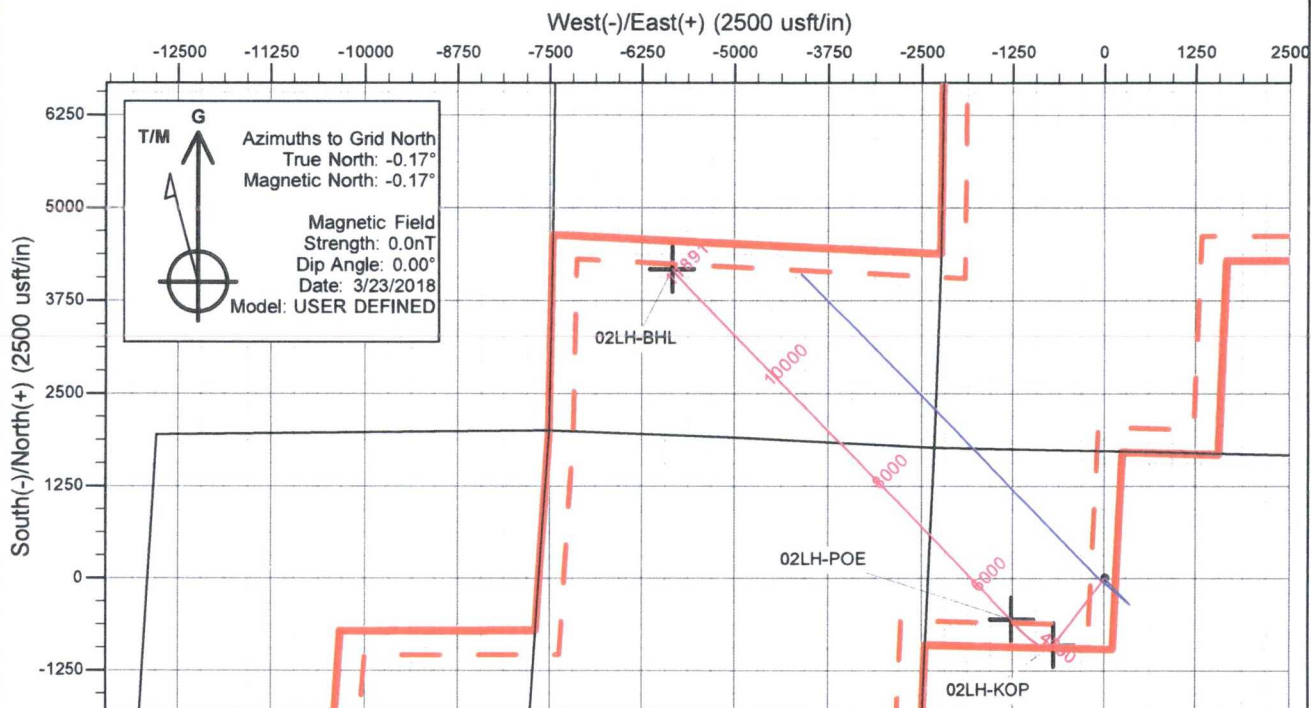 West(-)/East(+) (2500 usft/in)
-12500 -11250 -10000 -8750 -7500 -6250 -5000 -3750 -2500 -1250 0 1250 2500
6250
5000
3750
2500
1250
0
-1250
South(-)/North(+) (2500 usft/in)
T/M
G
Azimuths to Grid North
True North: -0.17°
Magnetic North: -0.17°
Magnetic Field
Strength: 0.0nT
Dip Angle: 0.00°
Date: 3/23/2018
Model: USER DEFINED
02LH-BHL
10000
8000
6000
02LH-POE
02LH-KOP